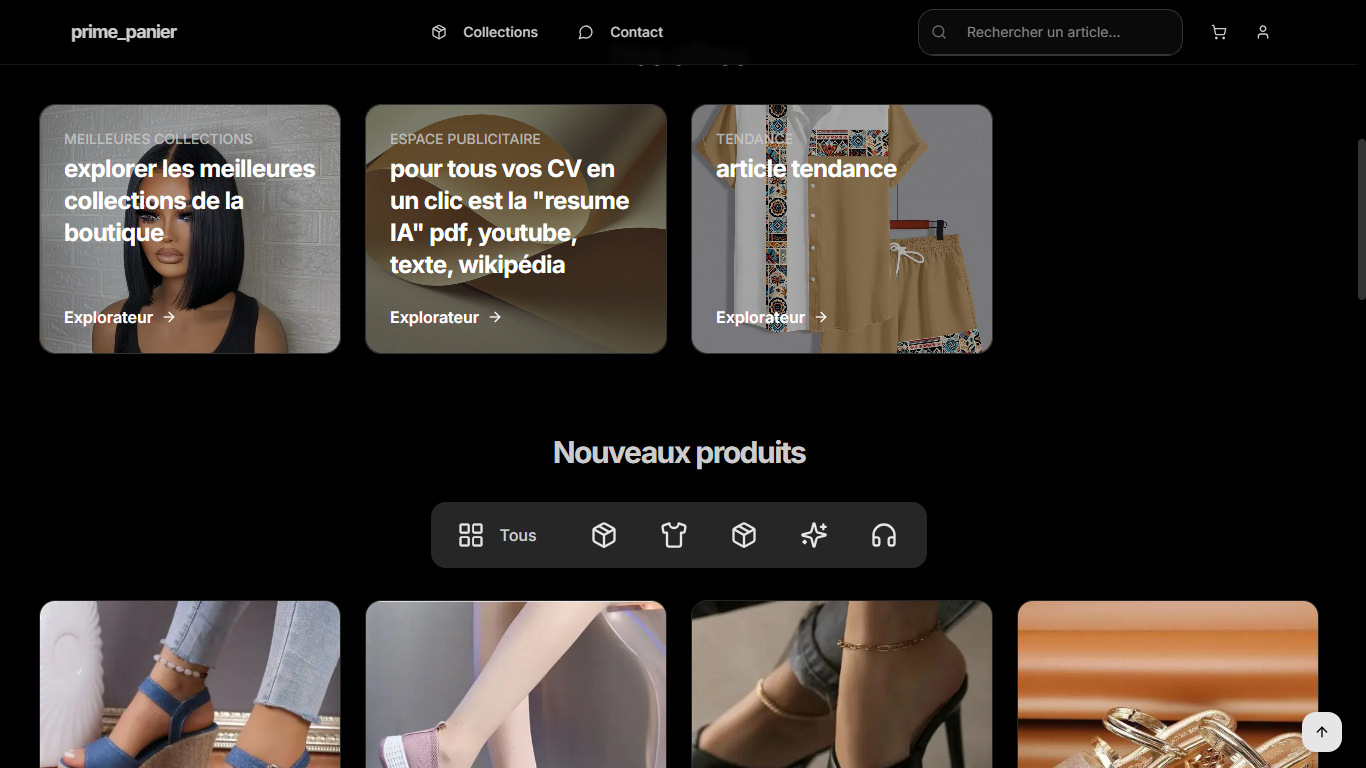 prime_panier
Collections
Contact
Rechercher un article...
MEILLEURES COLLECTIONS
explorer les meilleures
collections de la
boutique
Explorateur
ESPACE PUBLICITAIRE
pour tous vos CV en
un clic est la "resume
IA" pdf, youtube,
texte, wikipédia
Explorateur
TENDANCE
article tendance
Explorateur
Nouveaux produits
Tous